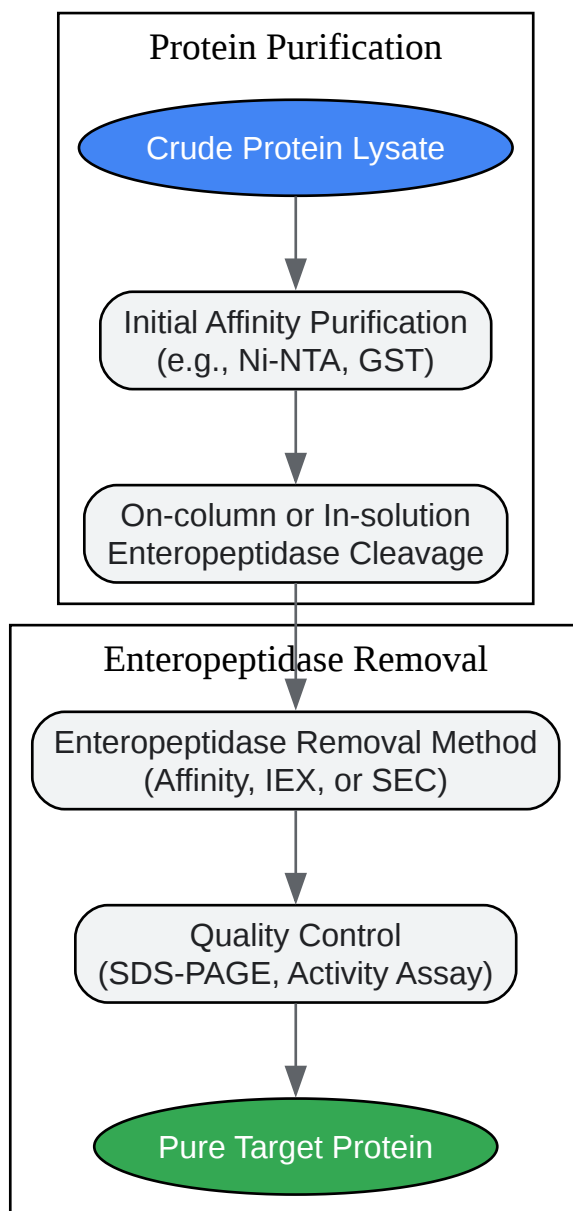 Protein Purification
Crude Protein Lysate
Initial Affinity Purification
(e.g., Ni-NTA, GST)
On-column or In-solution
Enteropeptidase Cleavage
Enteropeptidase Removal
Enteropeptidase Removal Method
(Affinity, IEX, or SEC)
Quality Control
(SDS-PAGE, Activity Assay)
Pure Target Protein